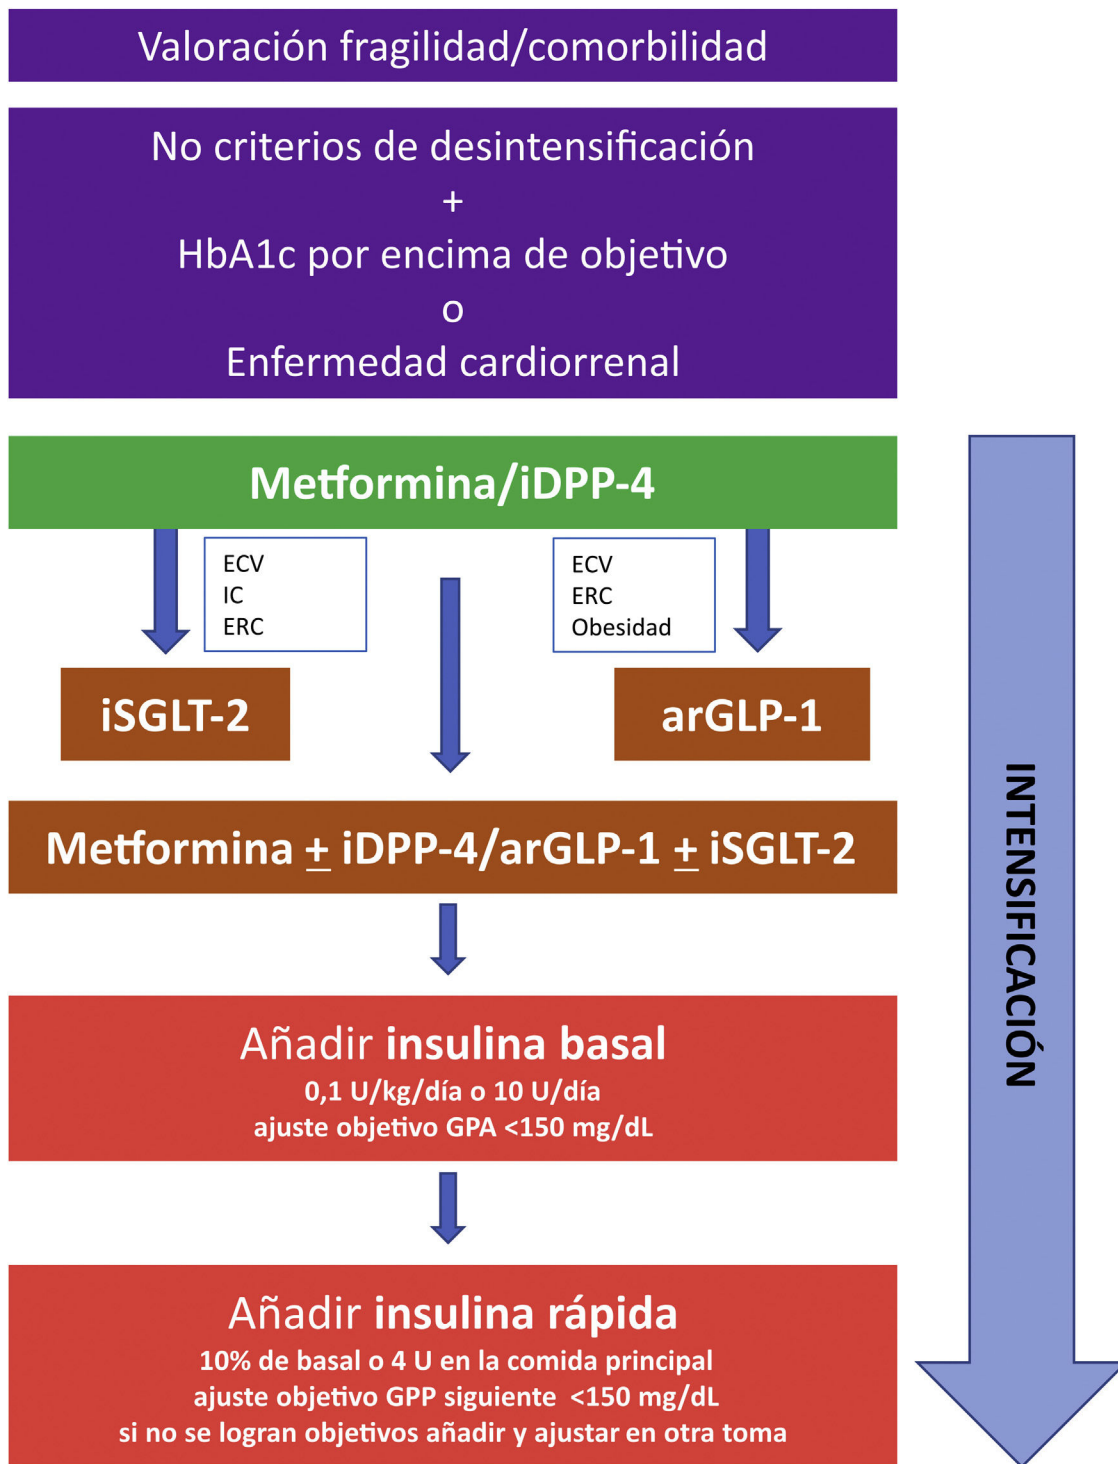 Valoración fragilidad/comorbilidad
No criterios de desintensificación
+
HbA1c por encima de objetivo
o
Enfermedad cardiorrenal
Metformina/iDPP-4
ECV
IC
ERC
ECV
ERC
Obesidad
iSGLT-2
arGLP-1
Metformina ± iDPP-4/arGLP-1 ± iSGLT-2
Añadir insulina basal
0,1 U/kg/día o 10 U/día
ajuste objetivo GPA <150 mg/dL
Añadir insulina rápida
10% de basal o 4 U en la comida principal
ajuste objetivo GPP siguiente <150 mg/dL
si no se logran objetivos añadir y ajustar en otra toma
INTENSIFICACIÓN